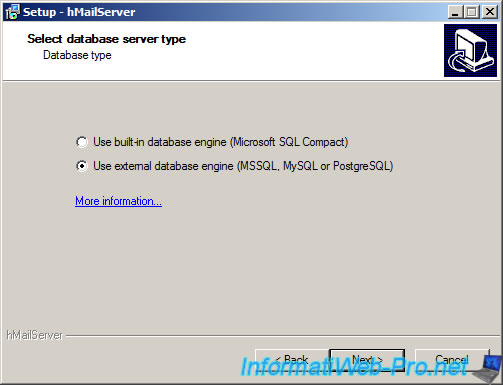 Setup - hMailServer
Select database server type
Database type
Use built-in database engine (Microsoft SQL Compact)
Use external database engine (MSSQL, MySQL or PostgreSQL)
More information...
hMailServer
< Back Next > Cancel
InformatiWeb-Pro.net